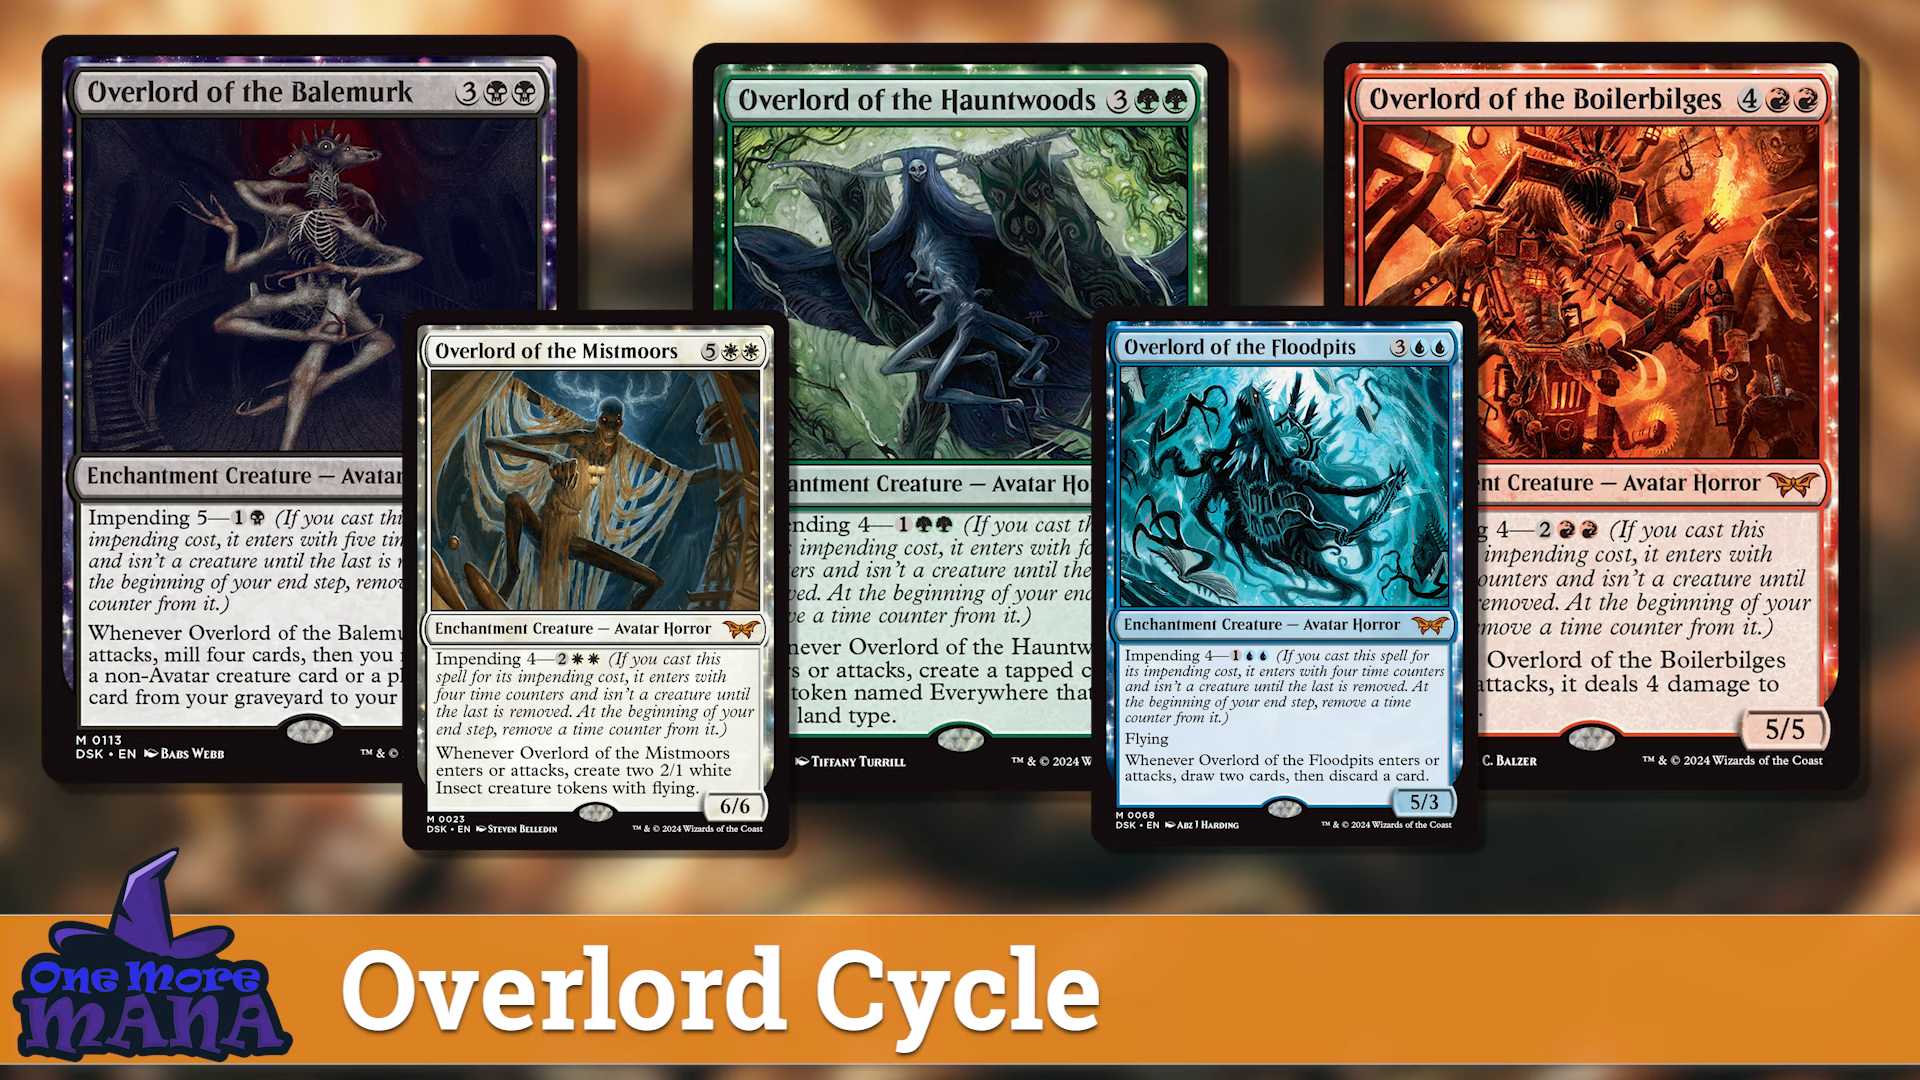 Overlord of the Balemurk 3
Enchantment Creature — Avatar
Impending 5—1 (If you cast thi
impending cost, it enters with five tin
and isn't a creature until the last is r
the beginning of your end step, remov
counter from it.)
Whenever Overlord of the Balemu
attacks, mill four cards, then you
a non-Avatar creature card or a pl
card from your graveyard to your
M 0113
DSK • EN BABS WEBB
™ & ©
Overlord of the Mistmoors 5
Enchantment Creature — Avatar Horror
Impending 4—2 (If you cast this
spell for its impending cost, it enters with
four time counters and isn't a creature until
the last is removed. At the beginning of your
end step, remove a time counter from it.)
Whenever Overlord of the Mistmoors
enters or attacks, create two 2/1 white
Insect creature tokens with flying.
6/6
M 0023
DSK • EN STEVEN BELLEDIN
™ & © 2024 Wizards of the Coast
Overlord of the Hauntwoods 3
antment Creature — Avatar Ho
ending 4—1 (If you cast th
impending cost, it enters with fo
ers and isn't a creature until the
ved. At the beginning of your end
ve a time counter from it.)
never Overlord of the Hauntw
s or attacks, create a tapped c
token named Everywhere that
land type.
TIFFANY TURRILL
™ & © 2024 W
Overlord of the Floodpits 3
Enchantment Creature — Avatar Horror
Impending 4—1 (If you cast this spell for
its impending cost, it enters with four time counters
and isn't a creature until the last is removed. At
the beginning of your end step, remove a time
counter from it.)
Flying
Whenever Overlord of the Floodpits enters or
attacks, draw two cards, then discard a card.
5/3
M 0068
DSK • EN ABZ J HARDING
™ & © 2024 Wizards of the Coast
Overlord of the Boilerbilges 4
nt Creature — Avatar Horror
g 4—2 (If you cast this
impending cost, it enters with
ounters and isn't a creature until
removed. At the beginning of your
move a time counter from it.)
Overlord of the Boilerbilges
attacks, it deals 4 damage to
5/5
C. BALZER
™ & © 2024 Wizards of the Coast
One More
MANA
Overlord Cycle